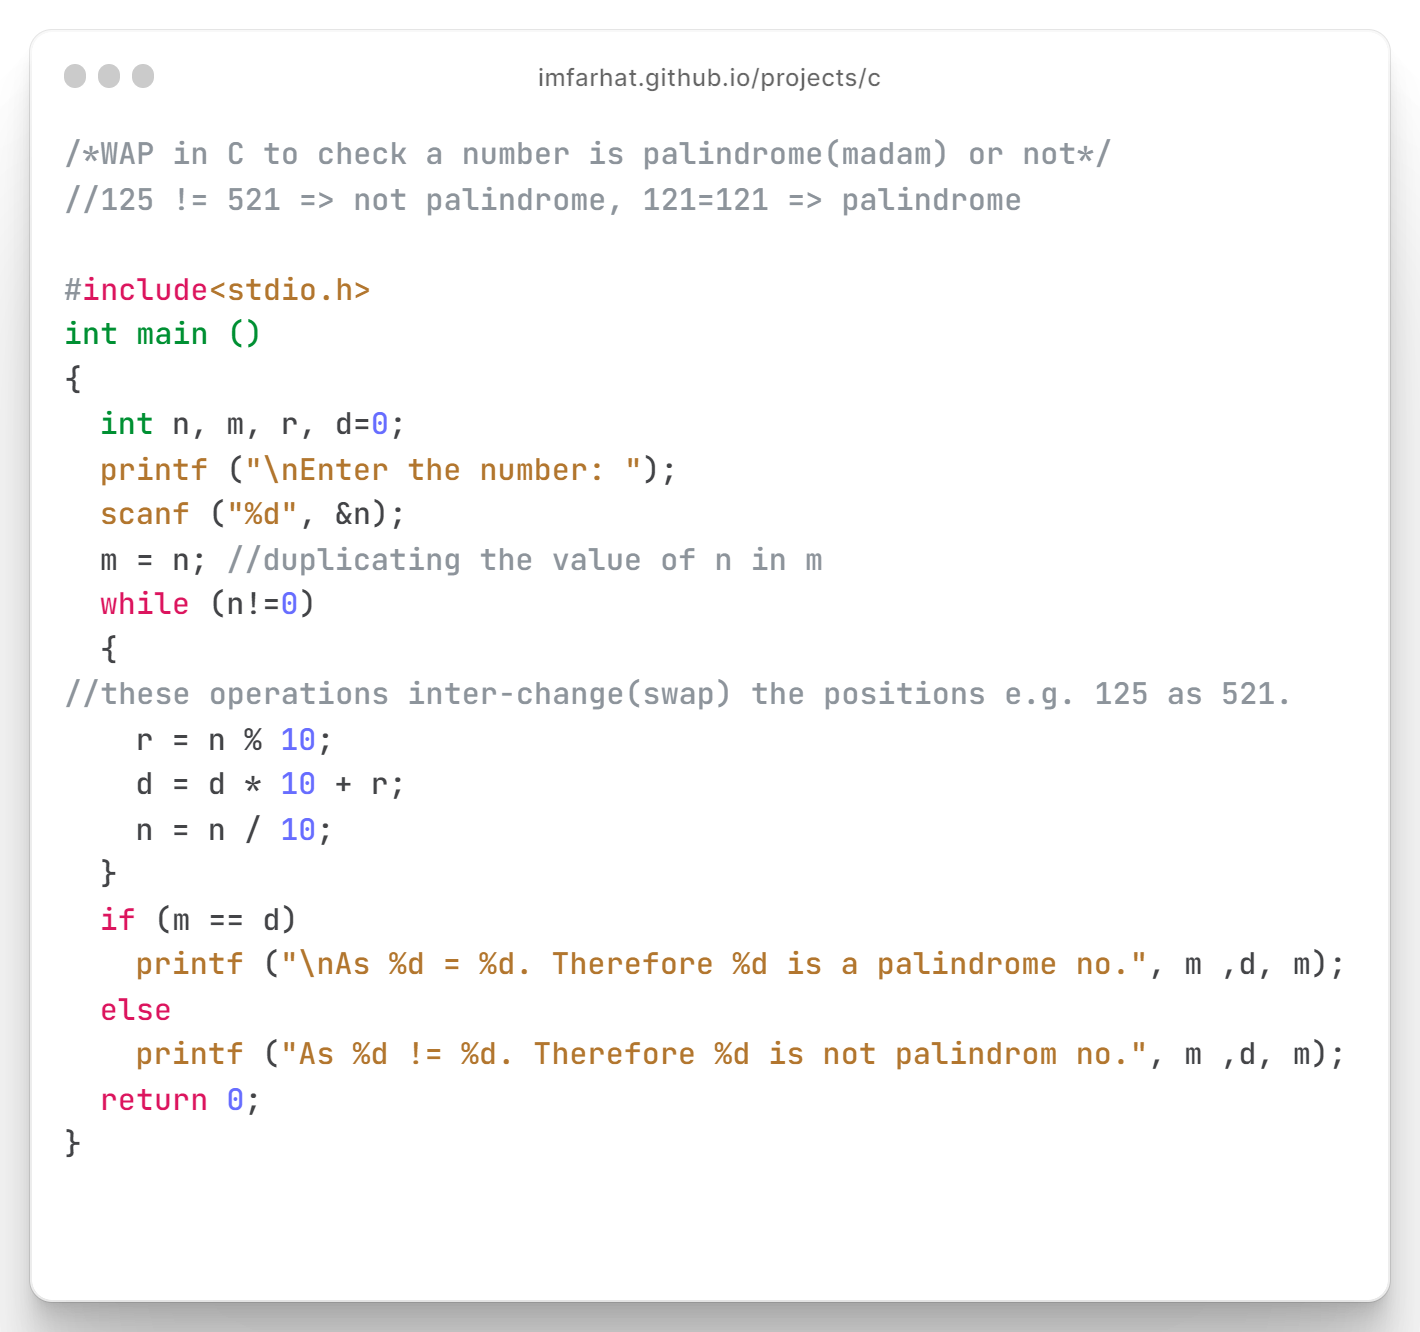 imfarhat.github.io/projects/c
/*WAP in C to check a number is palindrome(madam) or not*/
//125 != 521 => not palindrome, 121=121 => palindrome

#include<stdio.h>
int main ()
{
  int n, m, r, d=0;
  printf ("\nEnter the number: ");
  scanf ("%d", &n);
  m = n; //duplicating the value of n in m
  while (n!=0)
  {
//these operations inter-change(swap) the positions e.g. 125 as 521.
    r = n % 10;
    d = d * 10 + r;
    n = n / 10;
  }
  if (m == d)
    printf ("\nAs %d = %d. Therefore %d is a palindrome no.", m ,d, m);
  else
    printf ("As %d != %d. Therefore %d is not palindrom no.", m ,d, m);
  return 0;
}